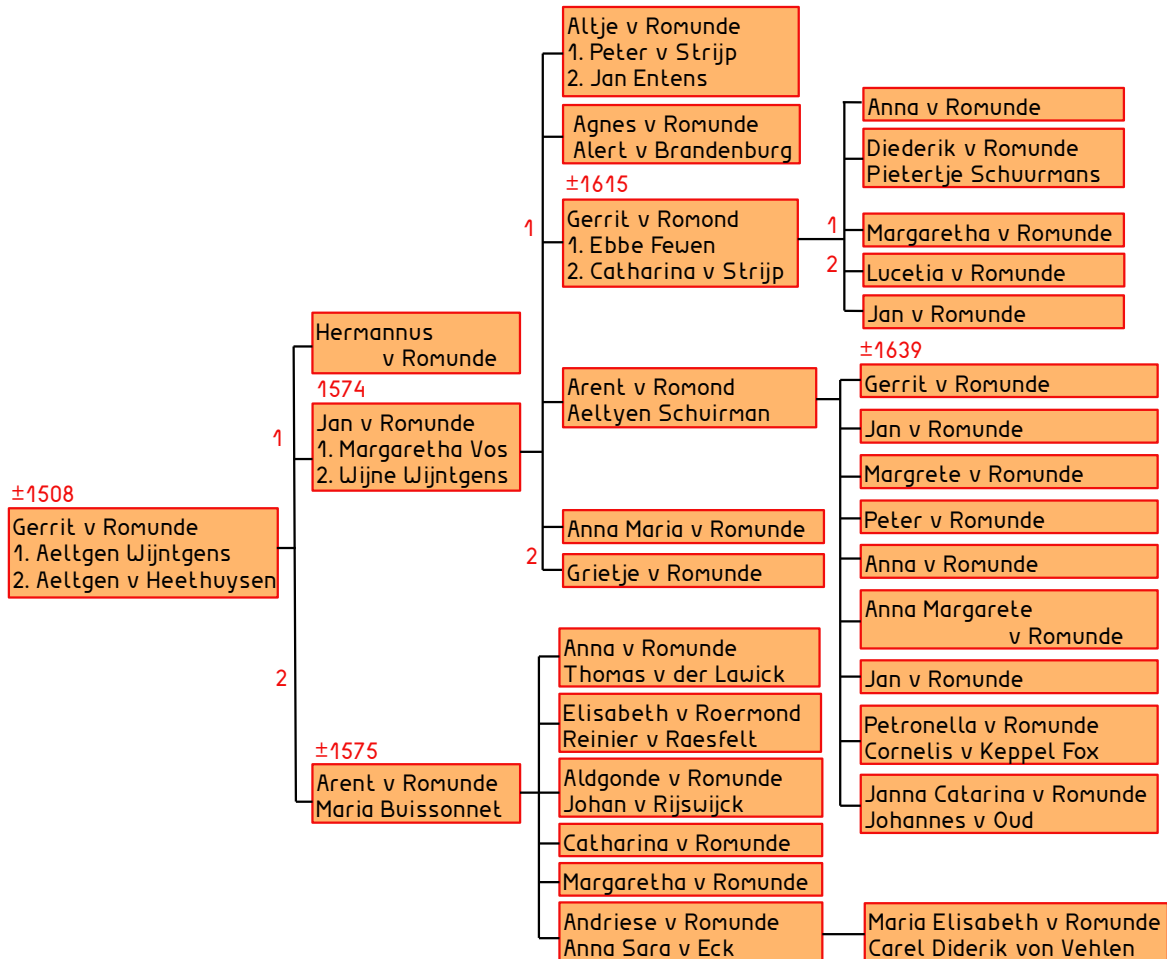 ±1508
Gerrit v Romunde
1. Aeltgen Wijntgens
2. Aeltgen v Heethuysen
1
2
Hermannus
v Romunde
1574
Jan v Romunde
1. Margaretha Vos
2. Wijne Wijntgens
±1575
Arent v Romunde
Maria Buissonnet
1
2
Altje v Romunde
1. Peter v Strijp
2. Jan Entens
Agnes v Romunde
Alert v Brandenburg
±1615
Gerrit v Romond
1. Ebbe Fewen
2. Catharina v Strijp
Arent v Romond
Aeltyen Schuirman
Anna Maria v Romunde
Grietje v Romunde
Anna v Romunde
Thomas v der Lawick
Elisabeth v Roermond
Reinier v Raesfelt
Aldgonde v Romunde
Johan v Rijswijck
Catharina v Romunde
Margaretha v Romunde
Andriese v Romunde
Anna Sara v Eck
1
2
Anna v Romunde
Diederik v Romunde
Pietertje Schuurmans
Margaretha v Romunde
Lucetia v Romunde
Jan v Romunde
±1639
Gerrit v Romunde
Jan v Romunde
Margrete v Romunde
Peter v Romunde
Anna v Romunde
Anna Margarete
v Romunde
Jan v Romunde
Petronella v Romunde
Cornelis v Keppel Fox
Janna Catarina v Romunde
Johannes v Oud
Maria Elisabeth v Romunde
Carel Diderik von Vehlen